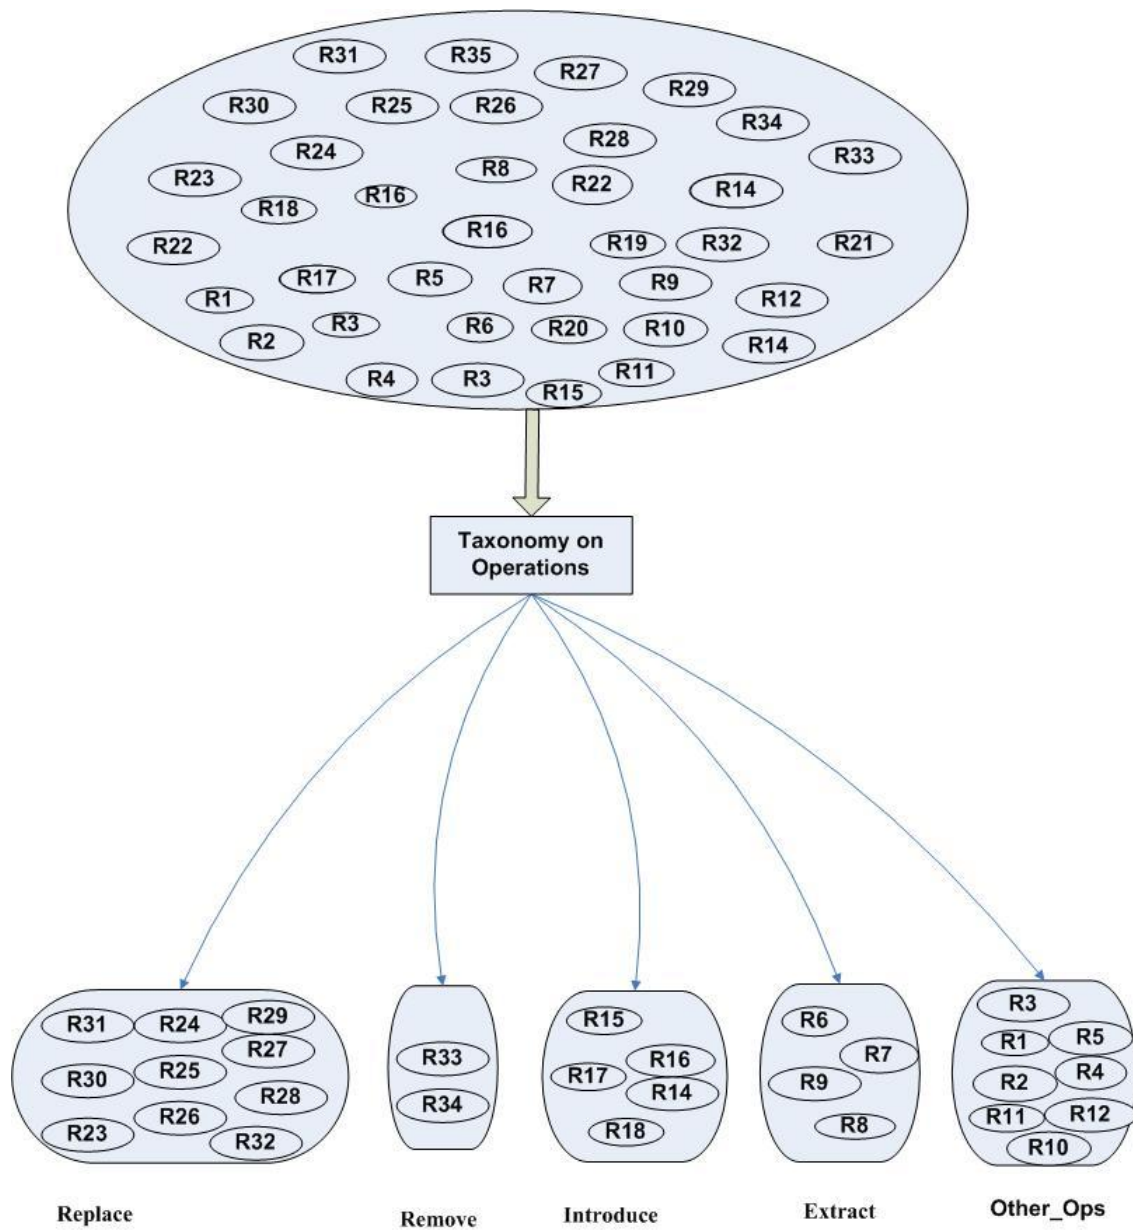 R31 R35 R27
R29
R30 R25 R26
R34
R28
R24 R33
R8
R23 R22 R14
R18 R16
R16
R22 R19 R32 R21
R17 R5 R7 R9
R1 R12
R2 R3 R6 R20 R10
R14
R4 R3 R11
R15
Taxonomy on
Operations
R31 R24 R29
R27
R30 R25
R28
R26
R23 R32
R33
R34
R15
R16
R17
R14
R18
R6
R7
R9
R8
R3
R1 R5
R2 R4
R11 R12
R10
Replace Remove Introduce Extract Other_Ops